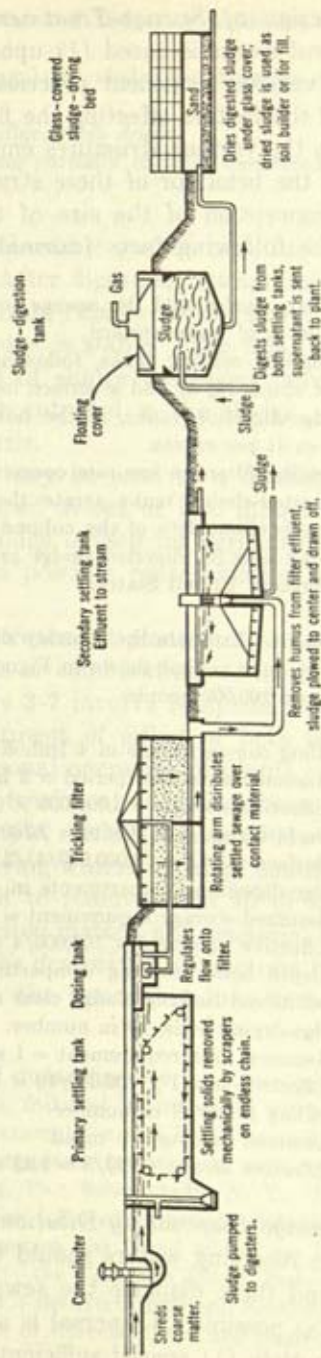 Comminuter
Shreds
coarse
matter.
Primary settling tank
Sludge pumped
to digesters.
Settling solids removed
mechanically by scrapers
on endless chain.
Dosing tank
Regulates
flow onto
filter.
Trickling filter
Rotating arm distributes
settled sewage over
contact material.
Secondary settling tank
Effluent to stream
Removes humus from filter effluent,
sludge plowed to center and drawn off.
Sludge
Sludge-digestion
tank
Floating
cover
Gas
Sludge
Sludge
Digests sludge from
both settling tanks,
supernatant is sent
back to plant.
Glass-covered
sludge-drying
bed
Sand
Dries digested sludge
under glass cover;
dried sludge is used as
soil builder or for fill.